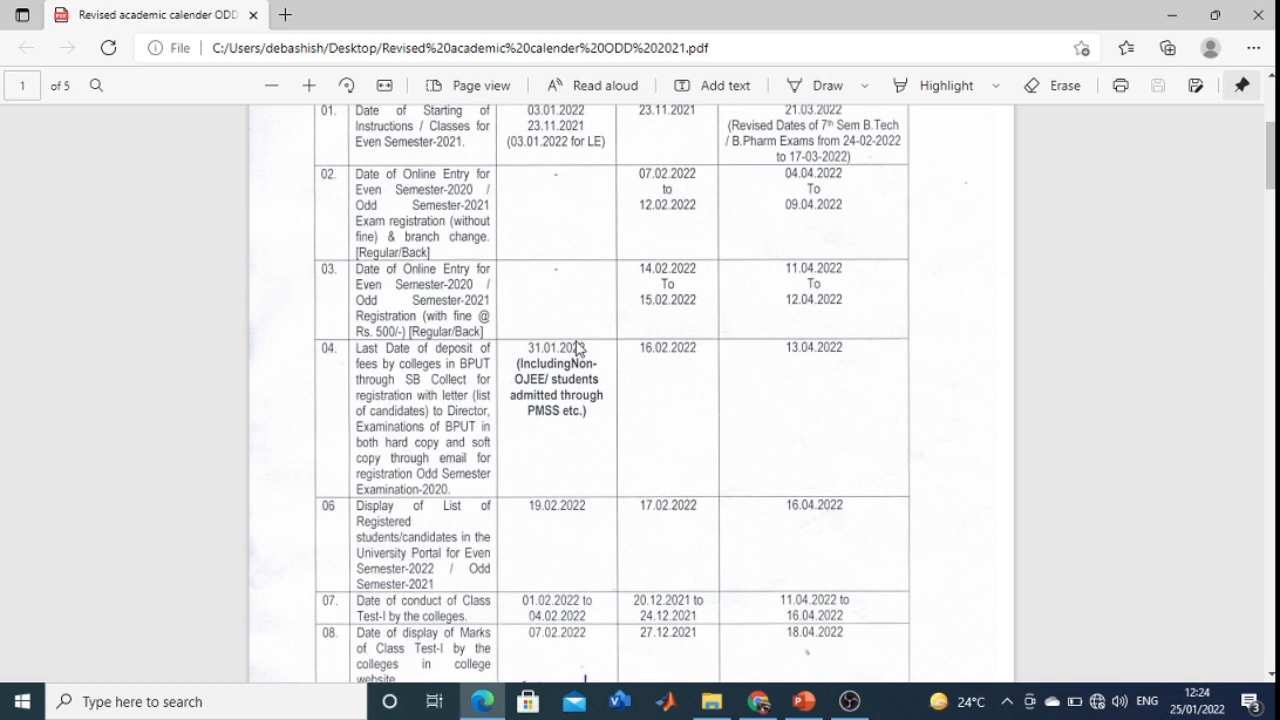 Revised academic calender ODD
File
C:/Users/debashish/Desktop/Revised%20academic%20calender%20ODD%202021.pdf
1 of 5
Page view
Read aloud
Add text
Draw
Highlight
Erase
01. Date of Starting of Instructions / Classes for Even Semester-2021.
03.01.2022
23.11.2021
(03.01.2022 for LE)
23.11.2021
21.03.2022
(Revised Dates of 7th Sem B.Tech
/ B.Pharm Exams from 24-02-2022
to 17-03-2022)
02. Date of Online Entry for
Even Semester-2020 /
Odd Semester-2021
Exam registration (without
fine) & branch change.
[Regular/Back]
-
07.02.2022
to
12.02.2022
04.04.2022
To
09.04.2022
03. Date of Online Entry for
Even Semester-2020 /
Odd Semester-2021
Registration (with fine @
Rs. 500/-) [Regular/Back]
-
14.02.2022
To
15.02.2022
11.04.2022
To
12.04.2022
04. Last Date of deposit of
fees by colleges in BPUT
through SB Collect for
registration with letter (list
of candidates) to Director,
Examinations of BPUT in
both hard copy and soft
copy through email for
registration Odd Semester
Examination-2020.
(IncludingNon-
OJEE/ students
admitted through
PMSS etc.)
16.02.2022
13.04.2022
06 Display of List of
Registered
students/candidates in the
University Portal for Even
Semester-2022 / Odd
Semester-2021
19.02.2022
17.02.2022
16.04.2022
07. Date of conduct of Class
Test-I by the colleges.
01.02.2022 to
04.02.2022
20.12.2021 to
24.12.2021
11.04.2022 to
16.04.2022
08. Date of display of Marks
of Class Test-I by the
colleges in college
website
07.02.2022
27.12.2021
18.04.2022
Type here to search
24°C
ENG
12:24
25/01/2022
3